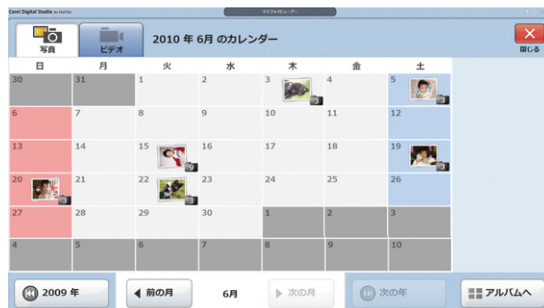 Corel Digital Studio for FUJITSU
マイフォトビューアー
写真 ビデオ 2010 年 6月 のカレンダー 閉じる
日 月 火 水 木 金 土
30 31 1 2 3 4 5
6 7 8 9 10 11 12
13 14 15 16 17 18 19
20 21 22 23 24 25 26
27 28 29 30 1 2 3
4 5 6 7 8 9 10
2009 年 前の月 6月 次の月 次の年 アルバムへ